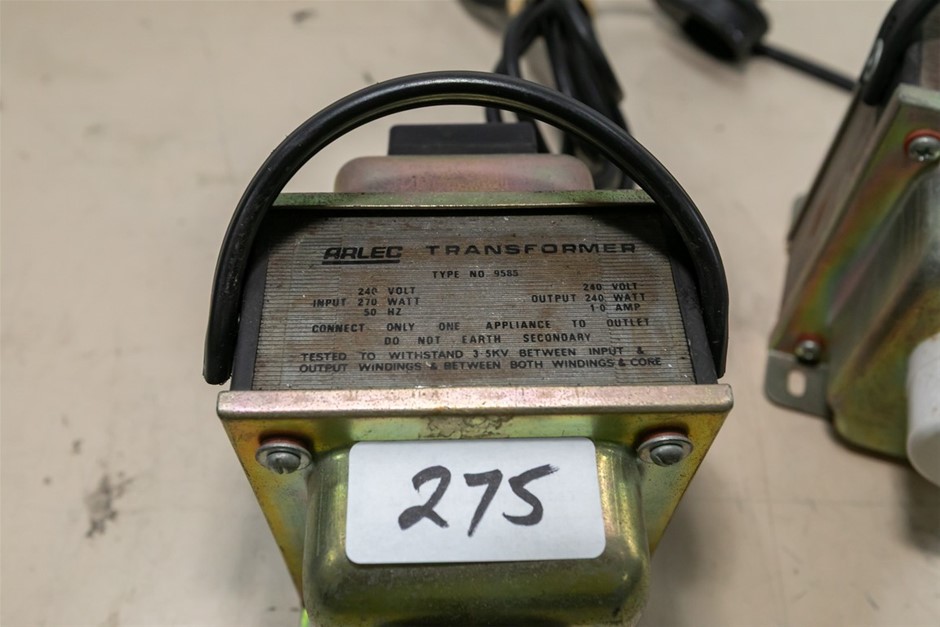 ARLEC TRANSFORMER
TYPE NO. 9585
240 VOLT 240 VOLT
INPUT 270 WATT OUTPUT 240 WATT
50 HZ 1·0 AMP
CONNECT ONLY ONE APPLIANCE TO OUTLET
DO NOT EARTH SECONDARY
TESTED TO WITHSTAND 3·5KV BETWEEN INPUT &
OUTPUT WINDINGS & BETWEEN BOTH WINDINGS & CORE
275